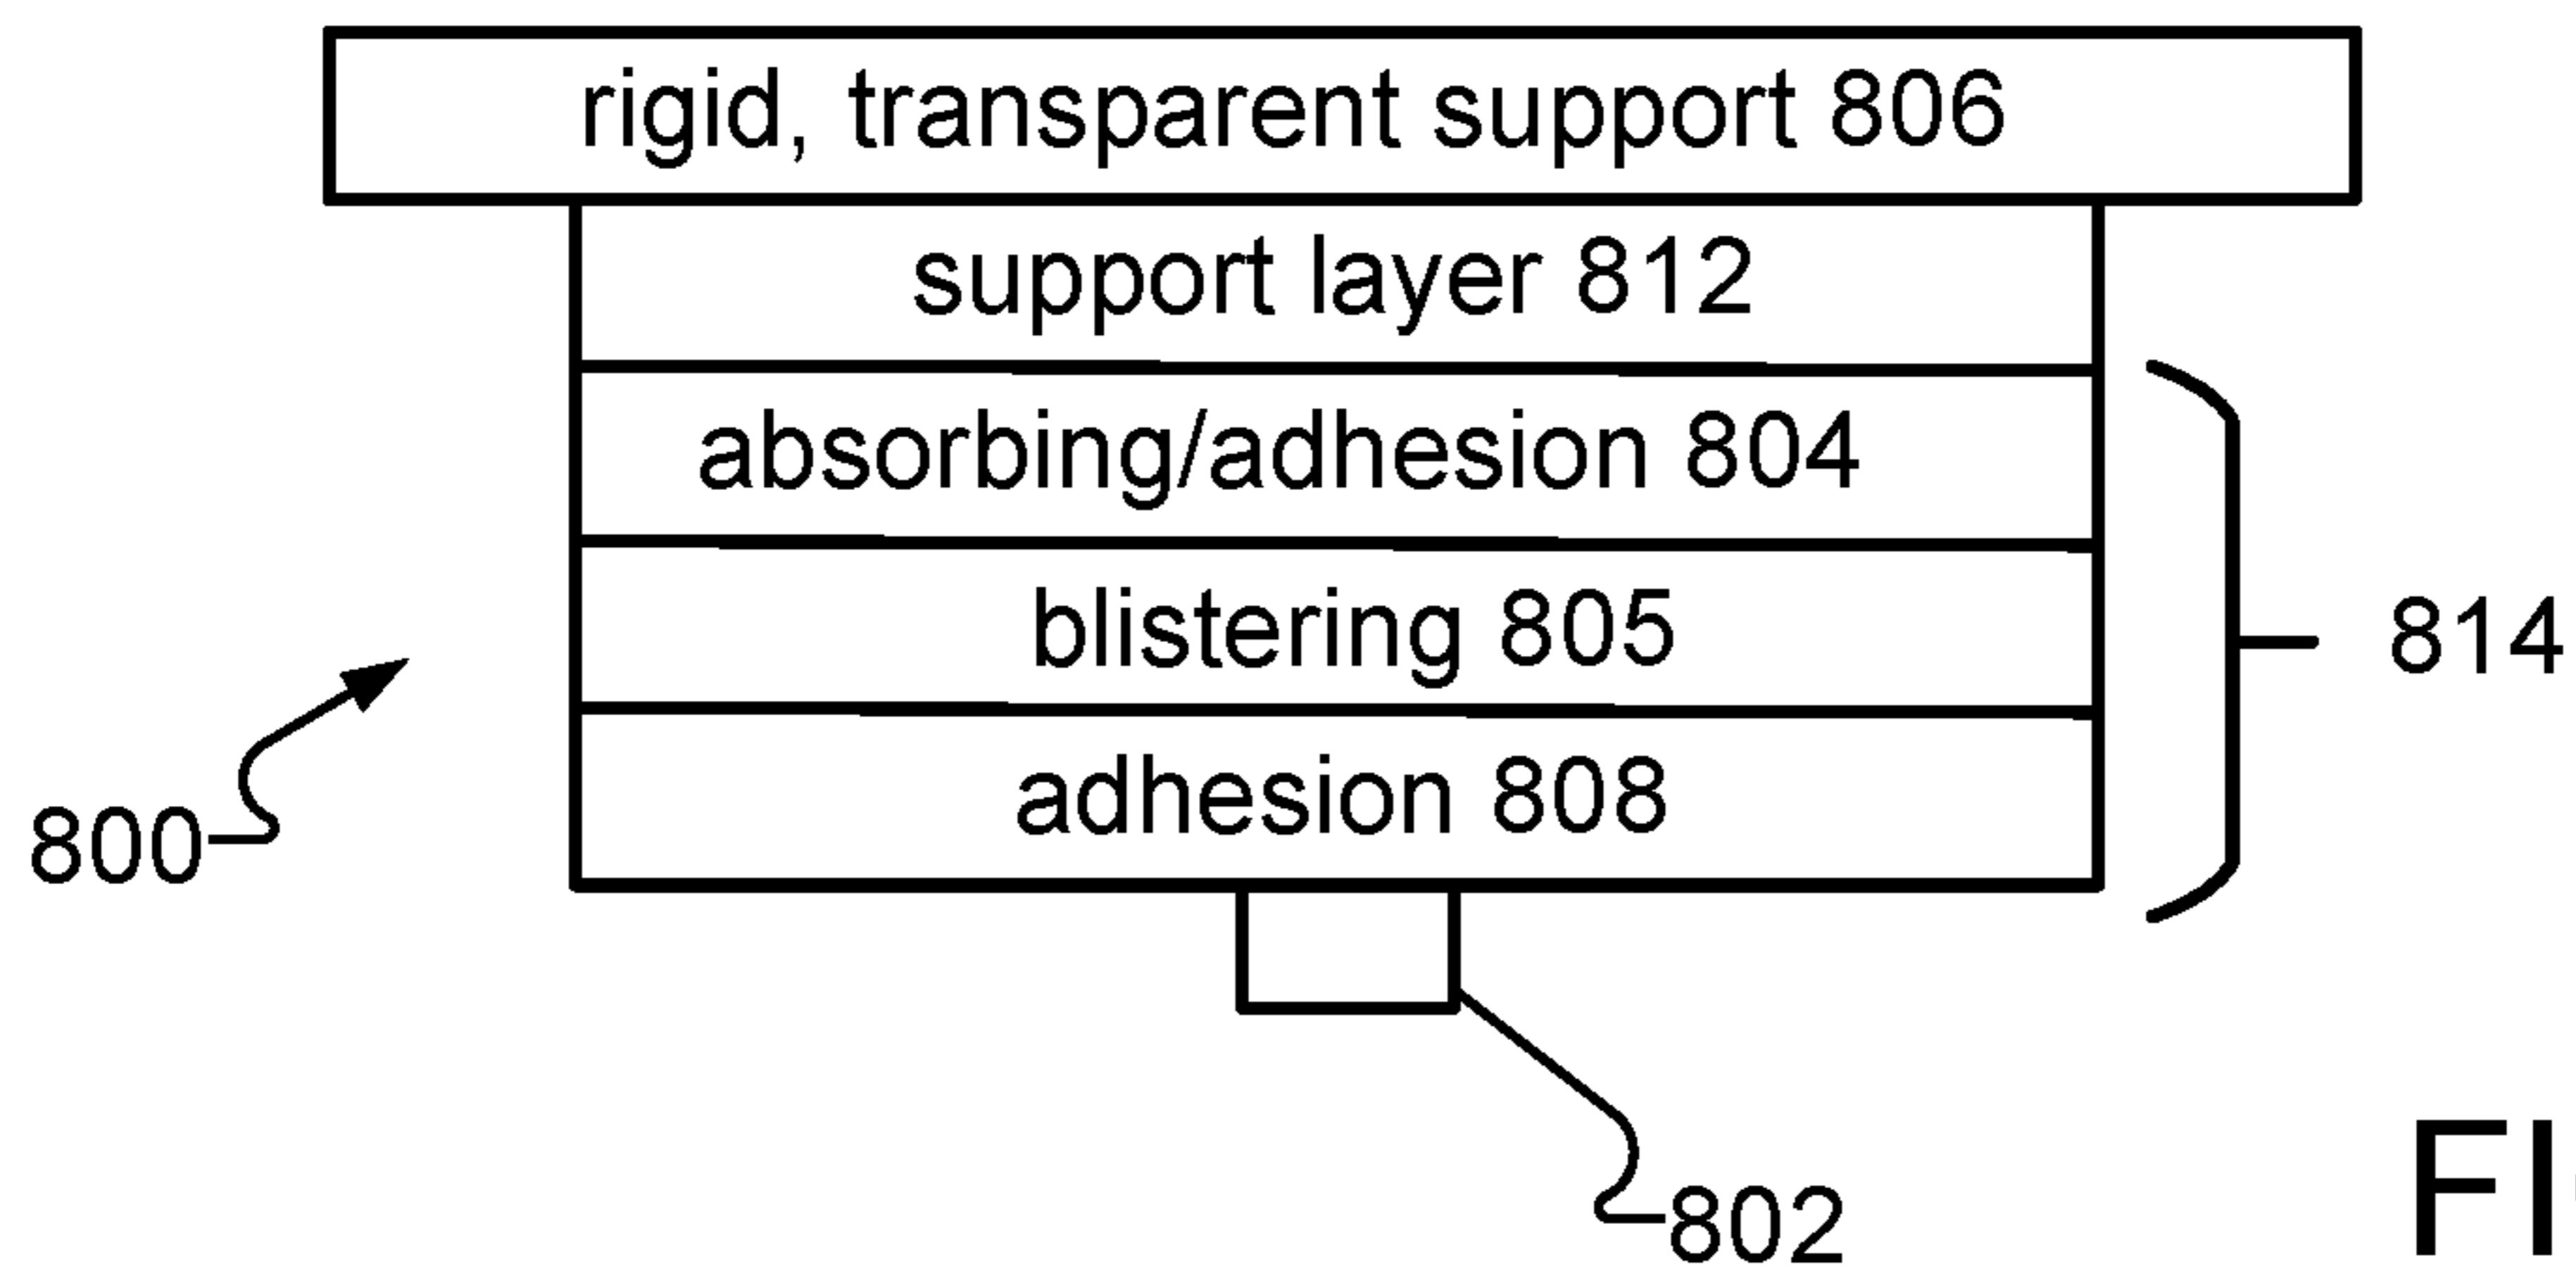 rigid, transparent support 806
support layer 812
absorbing/adhesion 804
blistering 805
814
adhesion 808
800
802